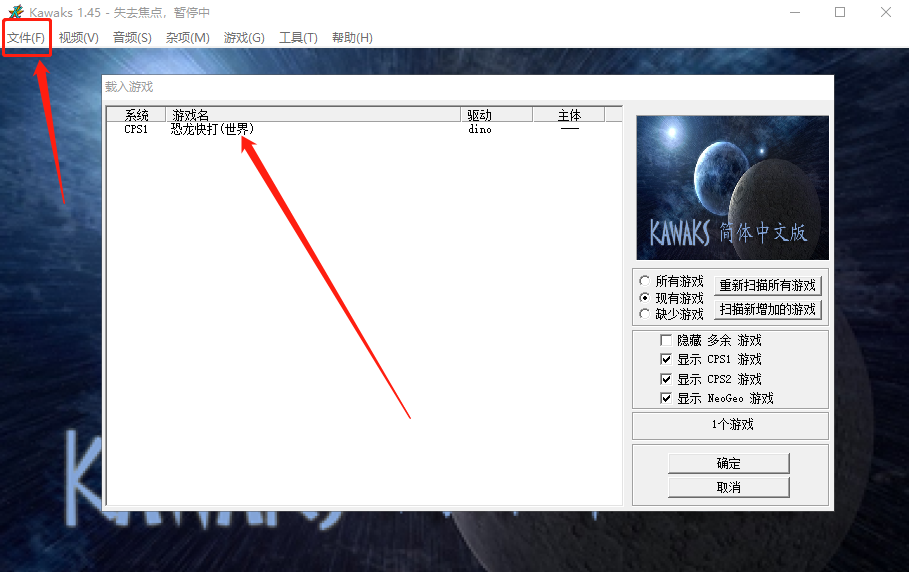 Kawaks 1.45 - 失去焦点，暂停中
文件(F) 视频(V) 音频(S) 杂项(M) 游戏(G) 工具(T) 帮助(H)
载入游戏
系统 游戏名 驱动 主体
CPS1 恐龙快打(世界) dino ——
KAWAKS 简体中文版
所有游戏
现有游戏
缺少游戏
重新扫描所有游戏
扫描新增加的游戏
隐藏 多余 游戏
显示 CPS1 游戏
显示 CPS2 游戏
显示 NeoGeo 游戏
1个游戏
确定
取消